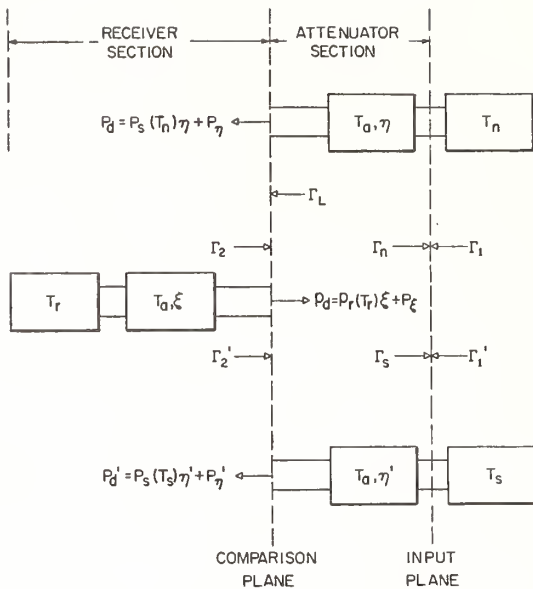 RECEIVER SECTION
ATTENUATOR SECTION
P_d = P_s (T_n) η + P_η
T_a, η
T_n
Γ_L
Γ_2
Γ_n
Γ_1
T_r
T_a, ξ
p_d = p_r (T_r) ξ + P_ξ
Γ_2'
Γ_s
Γ_1'
P_d' = P_s (T_s) η' + P_η'
T_a, η'
T_s
COMPARISON PLANE
INPUT PLANE